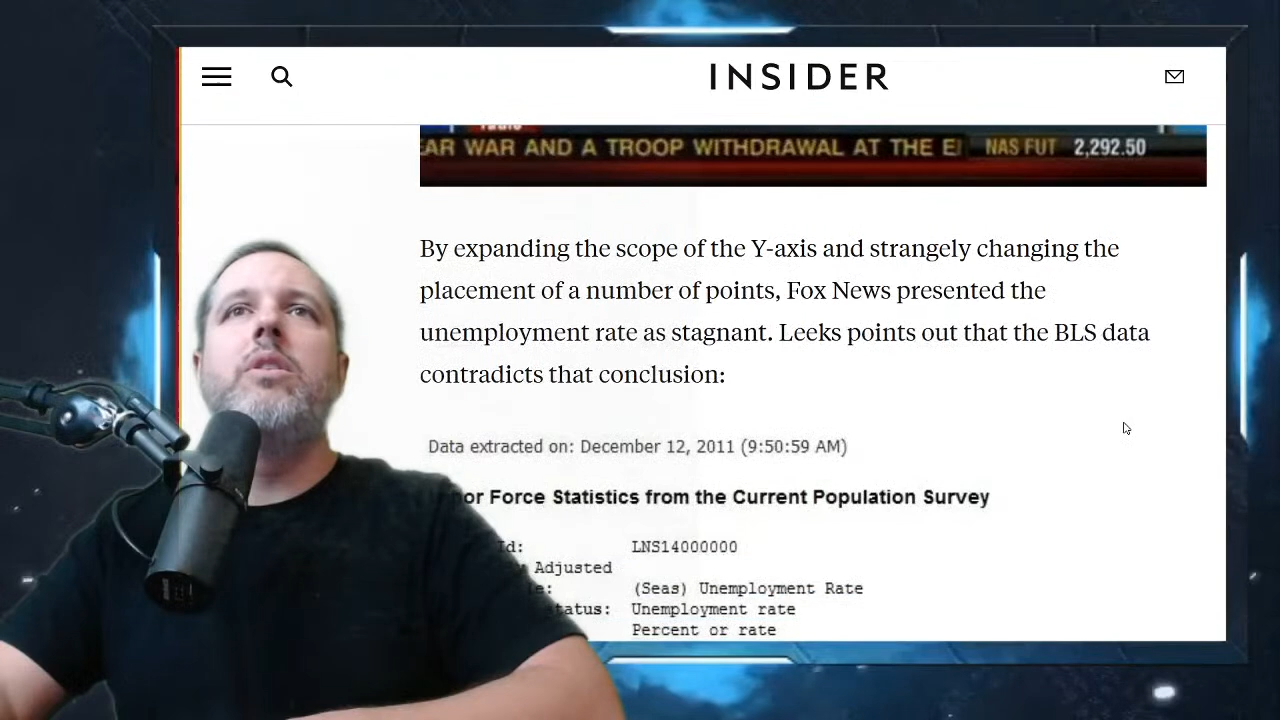 INSIDER
EAR WAR AND A TROOP WITHDRAWAL AT THE E
NAS FUT 2,292.50
By expanding the scope of the Y-axis and strangely changing the
placement of a number of points, Fox News presented the
unemployment rate as stagnant. Leeks points out that the BLS data
contradicts that conclusion:
Data extracted on: December 12, 2011 (9:50:59 AM)
Force Statistics from the Current Population Survey
Id: LNS14000000
Adjusted
(Seas) Unemployment Rate
status: Unemployment rate
Percent or rate